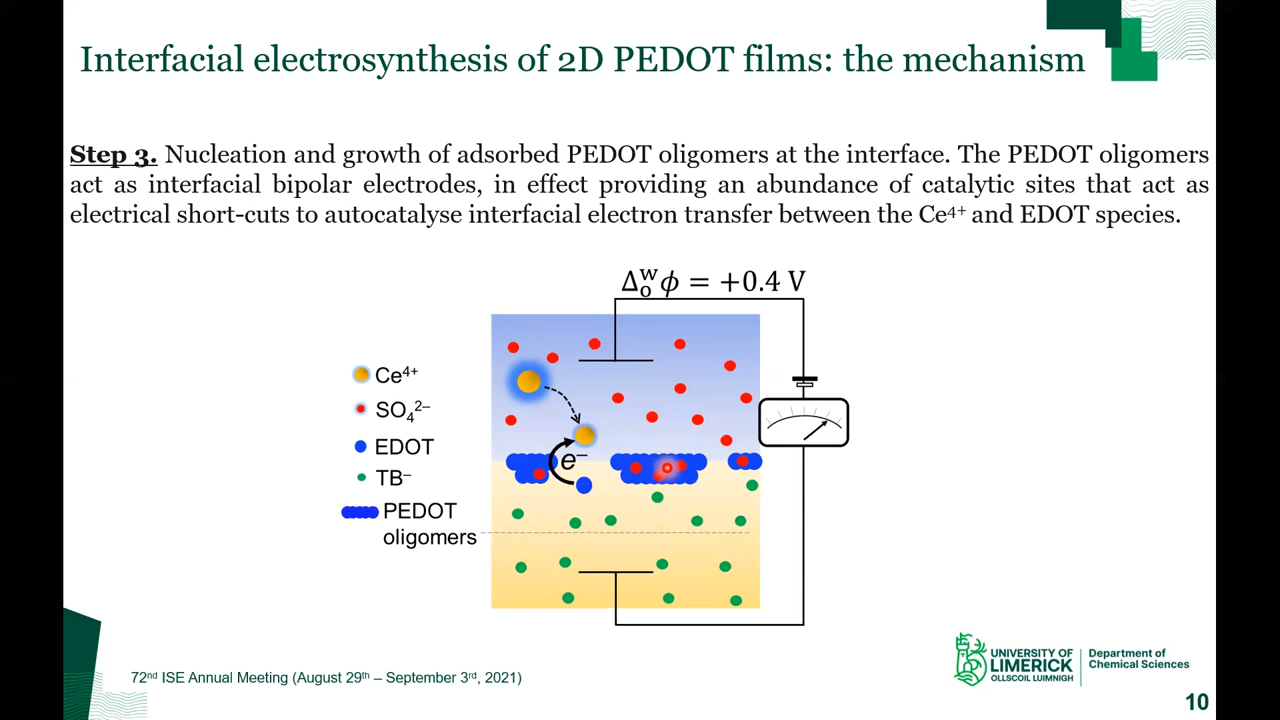 Interfacial electrosynthesis of 2D PEDOT films: the mechanism
Step 3. Nucleation and growth of adsorbed PEDOT oligomers at the interface. The PEDOT oligomers
act as interfacial bipolar electrodes, in effect providing an abundance of catalytic sites that act as
electrical short-cuts to autocatalyse interfacial electron transfer between the Ce⁴⁺ and EDOT species.
Δₒʷϕ = +0.4 V
Ce⁴⁺
SO₄²⁻
EDOT
TB⁻
PEDOT
oligomers
e⁻
72ⁿᵈ ISE Annual Meeting (August 29ᵗʰ – September 3ʳᵈ, 2021)
UNIVERSITY OF
LIMERICK
OLLSCOIL LUIMNIGH
Department of
Chemical Sciences
10